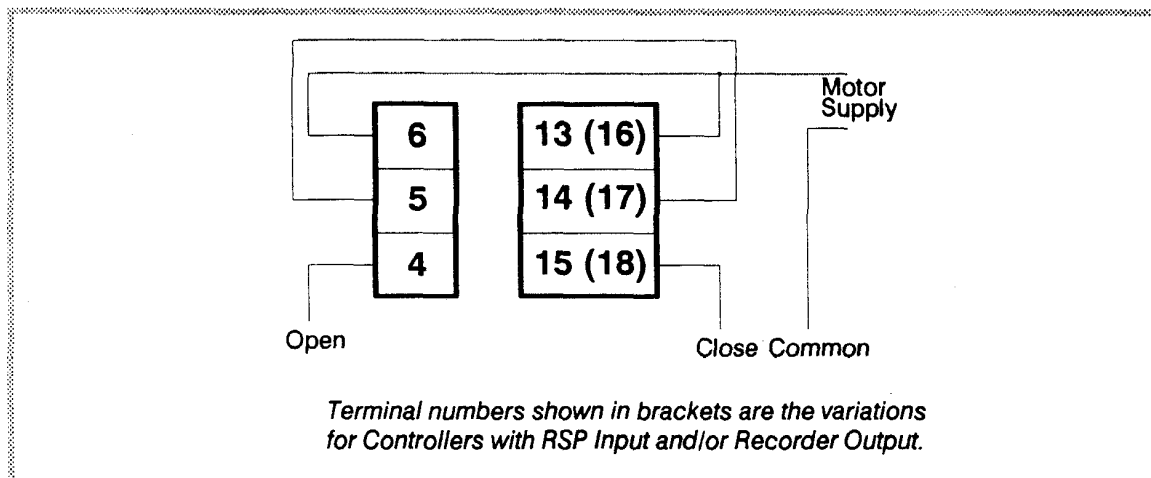 Motor
Supply
6
13 (16)
5
14 (17)
4
15 (18)
Open
Close Common
Terminal numbers shown in brackets are the variations
for Controllers with RSP Input and/or Recorder Output.